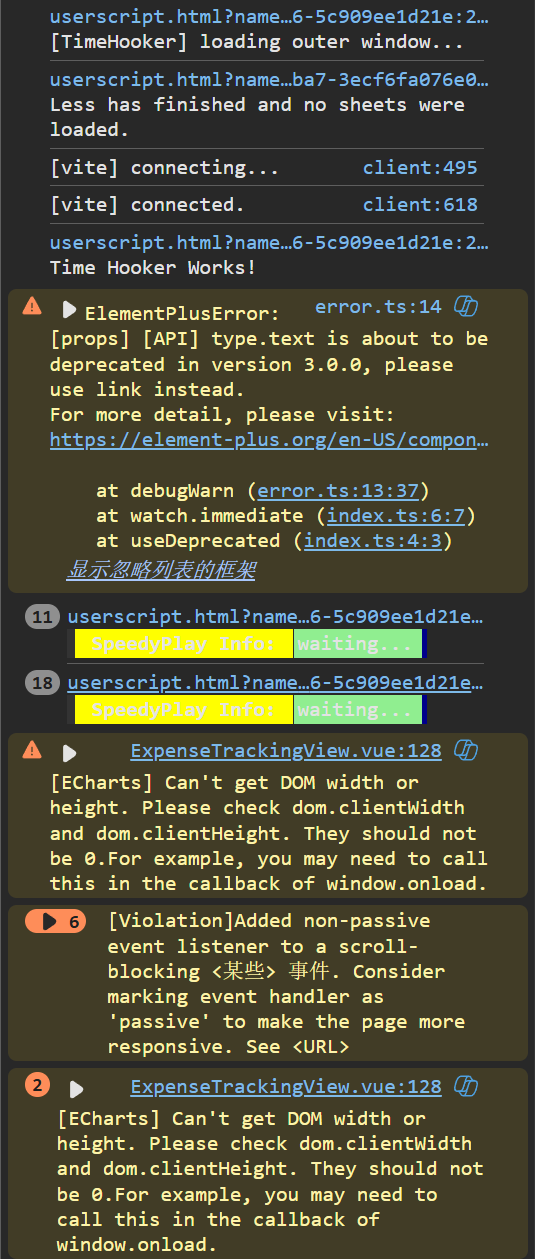 userscript.html?name…6-5c909ee1d21e:2…
[TimeHooker] loading outer window...
userscript.html?name…ba7-3ecf6fa076e0…
Less has finished and no sheets were
loaded.
[vite] connecting... client:495
[vite] connected. client:618
userscript.html?name…6-5c909ee1d21e:2…
Time Hooker Works!
ElementPlusError: error.ts:14
[props] [API] type.text is about to be
deprecated in version 3.0.0, please
use link instead.
For more detail, please visit:
https://element-plus.org/en-US/compon…
at debugWarn (error.ts:13:37)
at watch.immediate (index.ts:6:7)
at useDeprecated (index.ts:4:3)
显示忽略列表的框架
11 userscript.html?name…6-5c909ee1d21e…
SpeedyPlay Info: waiting...
18 userscript.html?name…6-5c909ee1d21e…
SpeedyPlay Info: waiting...
ExpenseTrackingView.vue:128
[ECharts] Can't get DOM width or
height. Please check dom.clientWidth
and dom.clientHeight. They should not
be 0.For example, you may need to call
this in the callback of window.onload.
6 [Violation]Added non-passive
event listener to a scroll-
blocking <某些> 事件. Consider
marking event handler as
'passive' to make the page more
responsive. See <URL>
2 ExpenseTrackingView.vue:128
[ECharts] Can't get DOM width or
height. Please check dom.clientWidth
and dom.clientHeight. They should not
be 0.For example, you may need to
call this in the callback of
window.onload.